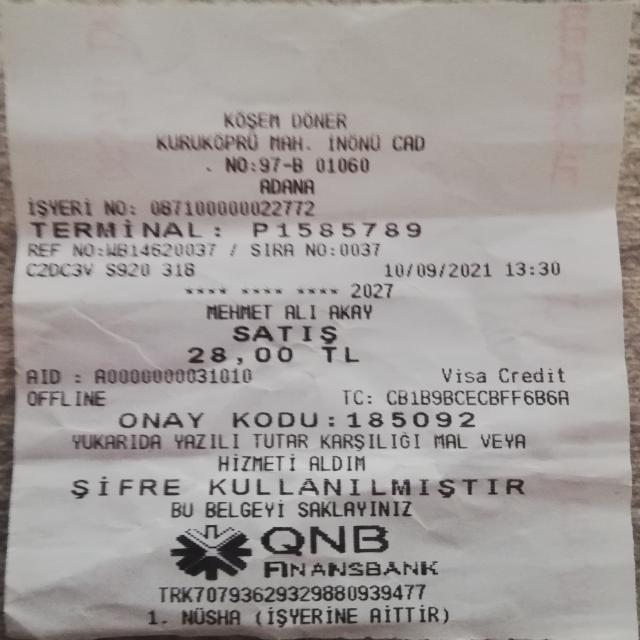 KÖŞEM DÖNER
KURUKÖPRÜ MAH. İNÖNÜ CAD
. NO:97-B 01060
ADANA
İŞYERİ NO: 087100000022772
TERMİNAL: P1585789
REF NO:WB14620037 / SIRA NO:0037
C2DC3V S920 318 10/09/2021 13:30
**** **** **** 2027
MEHMET ALİ AKAY
SATIŞ
28,00 TL
AID : A0000000031010 Visa Credit
OFFLINE TC: CB1B9BCECBFF6B6A
ONAY KODU:185092
YUKARIDA YAZILI TUTAR KARŞILIĞI MAL VEYA
HİZMETİ ALDIM
ŞİFRE KULLANILMIŞTIR
BU BELGEYİ SAKLAYINIZ
QNB
FINANSBANK
TRK70793629329880939477
1. NÜSHA (İŞYERİNE AİTTİR)